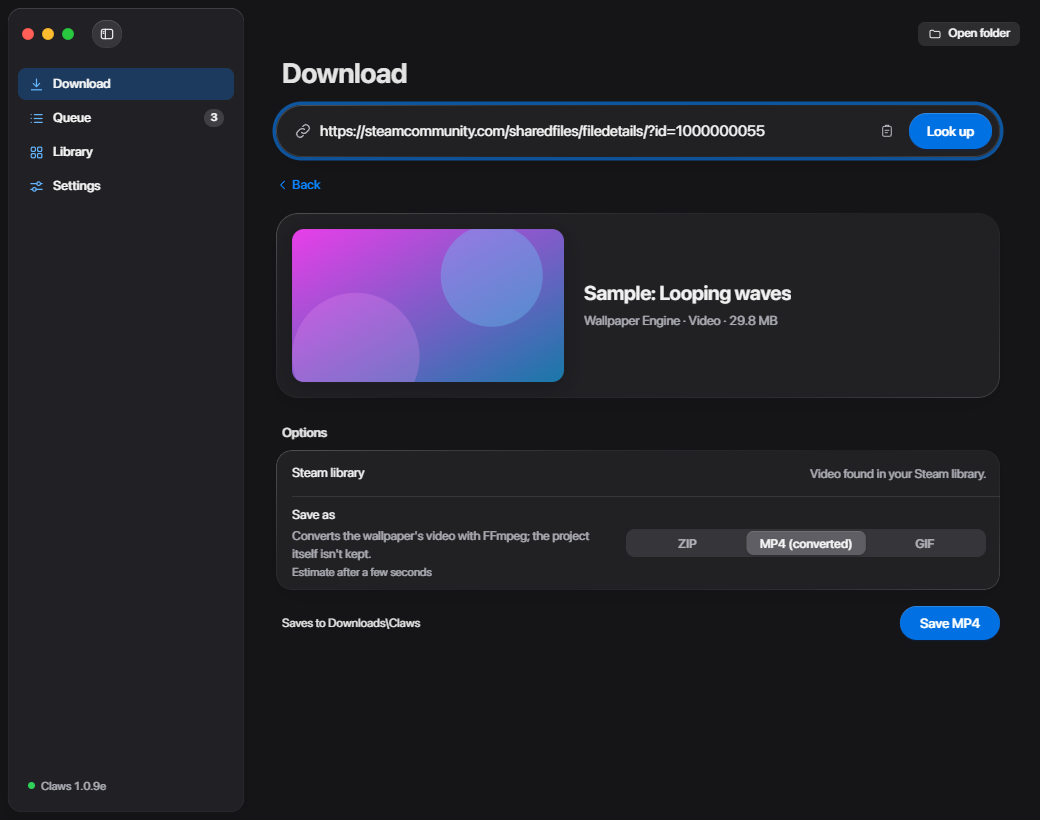 Open folder
Download
Queue
3
Library
Settings
Download
https://steamcommunity.com/sharedfiles/filedetails/?id=1000000055
Look up
Back
Sample: Looping waves
Wallpaper Engine · Video · 29.8 MB
Options
Steam library
Video found in your Steam library.
Save as
Converts the wallpaper's video with FFmpeg; the project
itself isn't kept.
Estimate after a few seconds
ZIP
MP4 (converted)
GIF
Saves to Downloads\Claws
Save MP4
Claws 1.0.9e